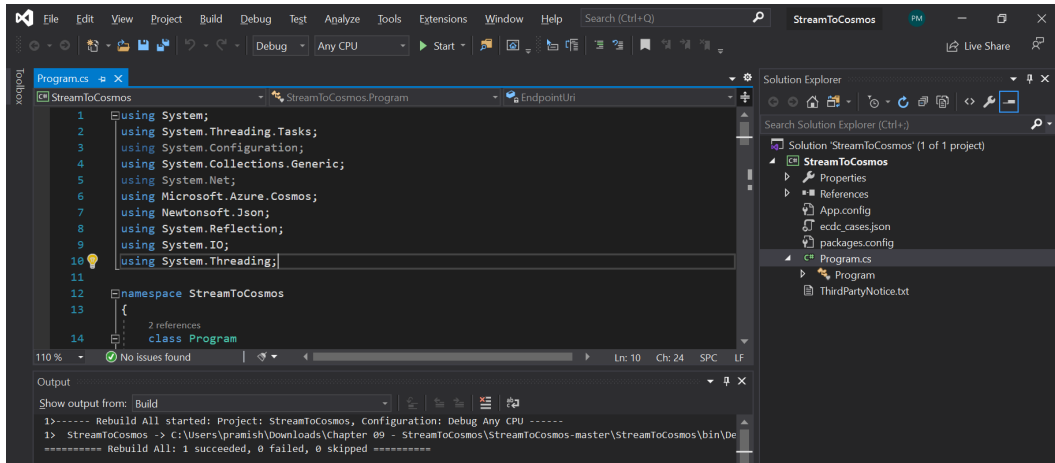 File Edit View Project Build Debug Test Analyze Tools Extensions Window Help Search (Ctrl+Q) StreamToCosmos PM
Debug Any CPU Start Live Share
Toolbox
Program.cs
C# StreamToCosmos StreamToCosmos.Program EndpointUri
1 using System;
2 using System.Threading.Tasks;
3 using System.Configuration;
4 using System.Collections.Generic;
5 using System.Net;
6 using Microsoft.Azure.Cosmos;
7 using Newtonsoft.Json;
8 using System.Reflection;
9 using System.IO;
10 using System.Threading;
11
12 namespace StreamToCosmos
13 {
2 references
14 class Program
110 % No issues found Ln: 10 Ch: 24 SPC LF
Output
Show output from: Build
1>------ Rebuild All started: Project: StreamToCosmos, Configuration: Debug Any CPU ------
1> StreamToCosmos -> C:\Users\pramish\Downloads\Chapter 09 - StreamToCosmos\StreamToCosmos-master\StreamToCosmos\bin\De
========== Rebuild All: 1 succeeded, 0 failed, 0 skipped ==========
Solution Explorer
Search Solution Explorer (Ctrl+;)
Solution 'StreamToCosmos' (1 of 1 project)
C# StreamToCosmos
Properties
References
App.config
ecdc_cases.json
packages.config
C# Program.cs
Program
ThirdPartyNotice.txt